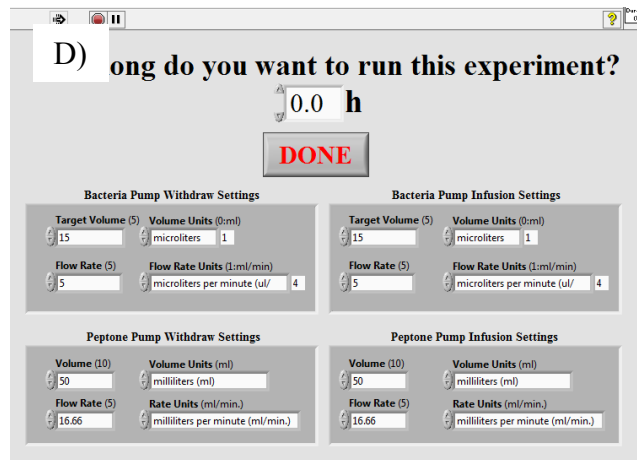 D) ong do you want to run this experiment?
0.0 h
DONE
Bacteria Pump Withdraw Settings
Target Volume (5) Volume Units (0:ml)
15 microliters 1
Flow Rate (5) Flow Rate Units (1:ml/min)
5 microliters per minute (ul/ 4
Bacteria Pump Infusion Settings
Target Volume (5) Volume Units (0:ml)
15 microliters 1
Flow Rate (5) Flow Rate Units (1:ml/min)
5 microliters per minute (ul/ 4
Peptone Pump Withdraw Settings
Volume (10) Volume Units (ml)
50 milliliters (ml)
Flow Rate (5) Rate Units (ml/min.)
16.66 milliliters per minute (ml/min.)
Peptone Pump Infusion Settings
Volume (10) Volume Units (ml)
50 milliliters (ml)
Flow Rate (5) Rate Units (ml/min.)
16.66 milliliters per minute (ml/min.)